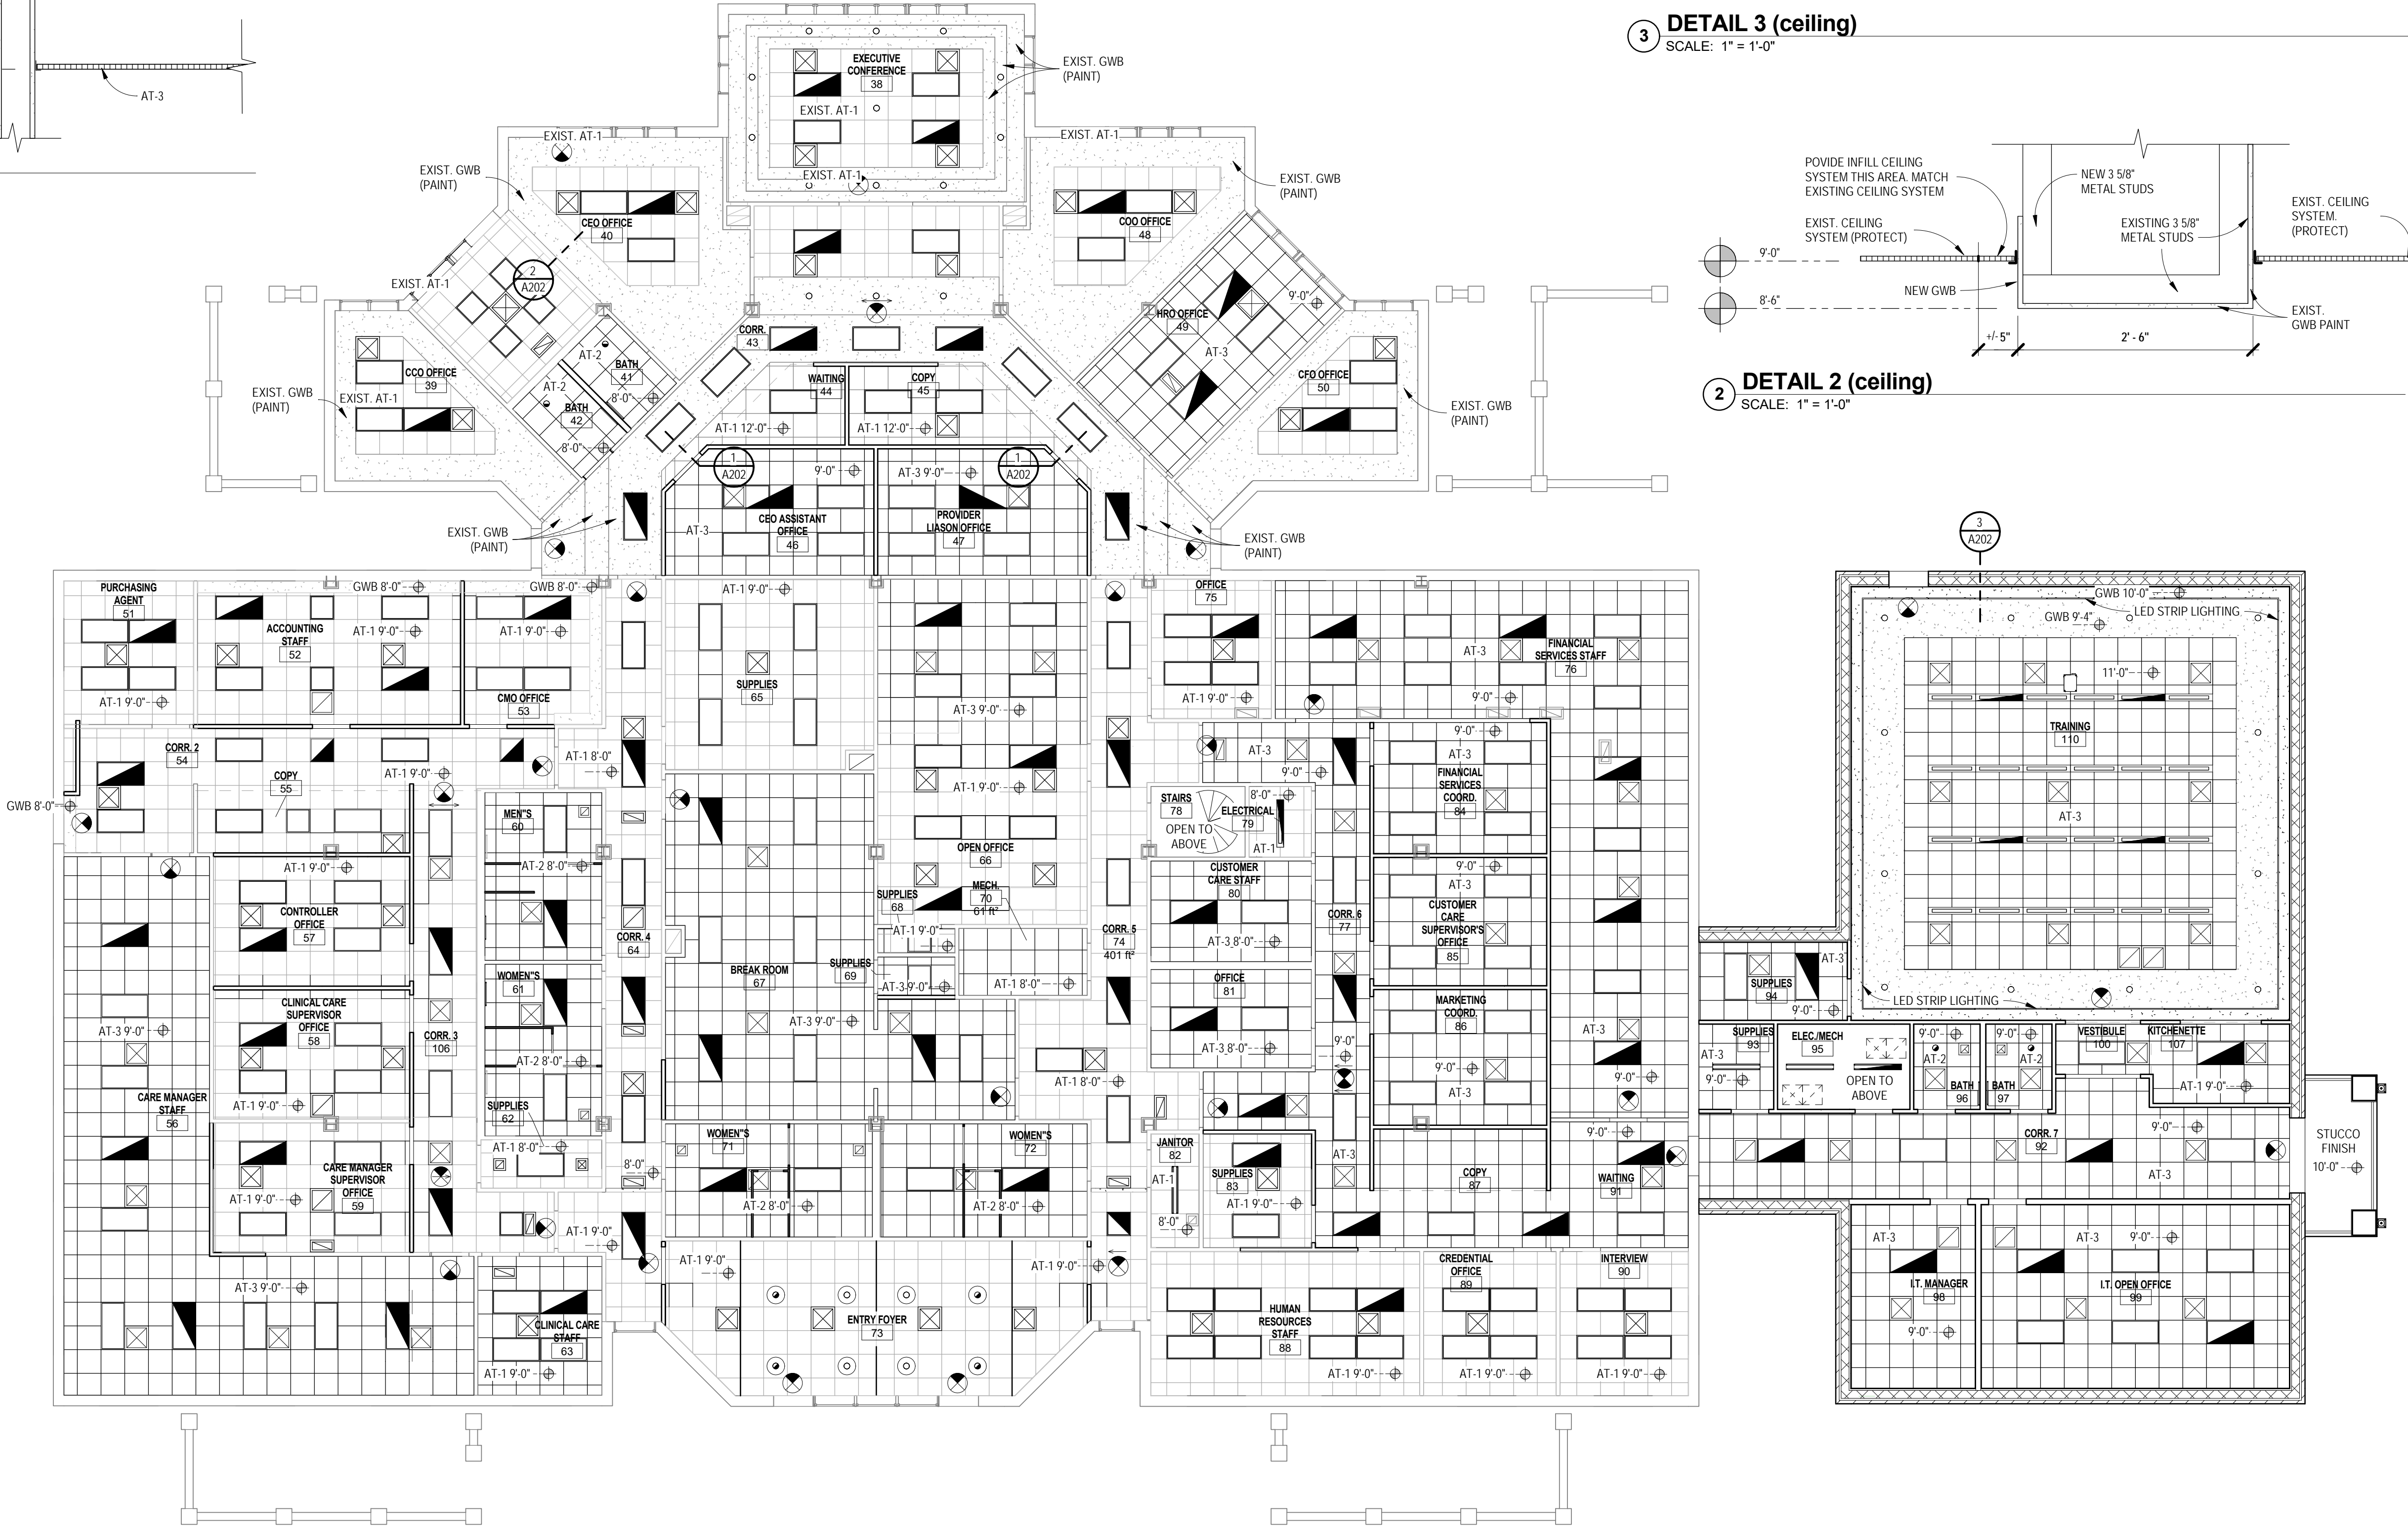 AT-3
3
DETAIL 3 (ceiling)
SCALE: 1" = 1'-0"
POVIDE INFILL CEILING
SYSTEM THIS AREA. MATCH
EXISTING CEILING SYSTEM
NEW 3 5/8"
METAL STUDS
EXIST. CEILING
SYSTEM (PROTECT)
EXISTING 3 5/8"
METAL STUDS
EXIST. CEILING
SYSTEM.
(PROTECT)
9'-0"
8'-6"
NEW GWB
EXIST.
GWB PAINT
+/- 5"
2' - 6"
2
DETAIL 2 (ceiling)
SCALE: 1" = 1'-0"
EXECUTIVE
CONFERENCE
38
EXIST. GWB
(PAINT)
EXIST. AT-1
EXIST. AT-1
EXIST. AT-1
EXIST. AT-1
EXIST. GWB
(PAINT)
EXIST. GWB
(PAINT)
CEO OFFICE
40
COO OFFICE
48
2
A202
EXIST. AT-1
HRO OFFICE
49
9'-0"
AT-3
CORR.
43
AT-2
BATH
41
8'-0"
AT-2
BATH
42
8'-0"
CCO OFFICE
39
EXIST. AT-1
EXIST. GWB
(PAINT)
WAITING
44
COPY
45
AT-1 12'-0"
AT-1 12'-0"
CFO OFFICE
50
EXIST. GWB
(PAINT)
1
A202
1
A202
9'-0"
AT-3 9'-0"
AT-3
CEO ASSISTANT
OFFICE
46
PROVIDER
LIASON OFFICE
47
EXIST. GWB
(PAINT)
EXIST. GWB
(PAINT)
PURCHASING
AGENT
51
AT-1 9'-0"
GWB 8'-0"
ACCOUNTING
STAFF
52
AT-1 9'-0"
GWB 8'-0"
AT-1 9'-0"
CMO OFFICE
53
CORR. 2
54
COPY
55
AT-1 9'-0"
AT-1 8'-0"
GWB 8'-0"
AT-1 9'-0"
SUPPLIES
65
AT-3 9'-0"
AT-1 9'-0"
OPEN OFFICE
66
MECH.
70
61 ft²
SUPPLIES
68
AT-1 9'-0"
SUPPLIES
69
AT-3 9'-0"
AT-1 8'-0"
BREAK ROOM
67
AT-3 9'-0"
MEN"S
60
AT-2 8'-0"
WOMEN"S
61
AT-2 8'-0"
SUPPLIES
62
AT-1 8'-0"
CORR. 4
64
8'-0"
AT-1 9'-0"
AT-1 9'-0"
CONTROLLER
OFFICE
57
CLINICAL CARE
SUPERVISOR
OFFICE
58
AT-1 9'-0"
CORR. 3
106
AT-3 9'-0"
CARE MANAGER
STAFF
56
CARE MANAGER
SUPERVISOR
OFFICE
59
AT-1 9'-0"
AT-3 9'-0"
CLINICAL CARE
STAFF
63
AT-1 9'-0"
WOMEN"S
71
AT-2 8'-0"
WOMEN"S
72
AT-2 8'-0"
AT-1 9'-0"
AT-1 9'-0"
ENTRY FOYER
73
CORR. 5
74
401 ft²
AT-1 8'-0"
OFFICE
75
AT-1 9'-0"
FINANCIAL
SERVICES STAFF
76
AT-3
9'-0"
AT-3
9'-0"
STAIRS
78
OPEN TO
ABOVE
8'-0"
ELECTRICAL
79
AT-1
9'-0"
AT-3
FINANCIAL
SERVICES
COORD.
84
CUSTOMER
CARE STAFF
80
AT-3 8'-0"
9'-0"
AT-3
CUSTOMER
CARE
SUPERVISOR'S
OFFICE
85
CORR. 6
77
OFFICE
81
AT-3 8'-0"
MARKETING
COORD.
86
9'-0"
AT-3
9'-0"
AT-3
9'-0"
JANITOR
82
AT-1
8'-0"
SUPPLIES
83
AT-1 9'-0"
AT-3
COPY
87
9'-0"
WAITING
91
HUMAN
RESOURCES
STAFF
88
AT-1 9'-0"
CREDENTIAL
OFFICE
89
AT-1 9'-0"
INTERVIEW
90
AT-1 9'-0"
3
A202
GWB 10'-0"
LED STRIP LIGHTING
GWB 9'-4"
11'-0"
TRAINING
110
AT-3
LED STRIP LIGHTING
AT-3
SUPPLIES
94
9'-0"
SUPPLIES
93
AT-3
9'-0"
ELEC./MECH
95
OPEN TO
ABOVE
9'-0"
AT-2
BATH
96
9'-0"
AT-2
BATH
97
VESTIBULE
100
KITCHENETTE
107
AT-1 9'-0"
CORR. 7
92
9'-0"
AT-3
STUCCO
FINISH
10'-0"
AT-3
I.T. MANAGER
98
9'-0"
AT-3
9'-0"
I.T. OPEN OFFICE
99